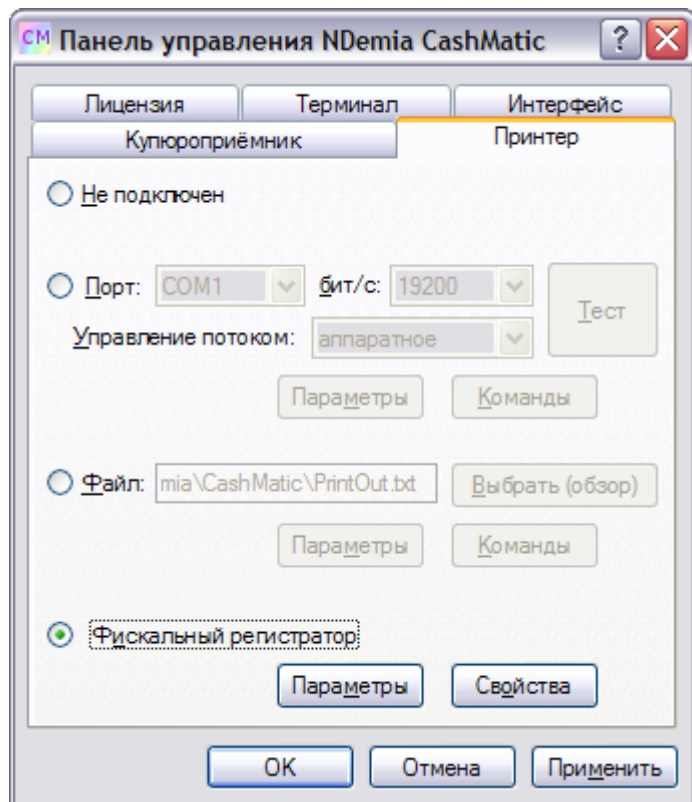 CM Панель управления NDemia CashMatic ?
Лицензия Терминал Интерфейс
Купюроприёмник Принтер
Не подключен
Порт: COM1 бит/с: 19200 Тест
Управление потоком: аппаратное
Параметры Команды
Файл: mia\CashMatic\PrintOut.txt Выбрать (обзор)
Параметры Команды
Фискальный регистратор
Параметры Свойства
OK Отмена Применить